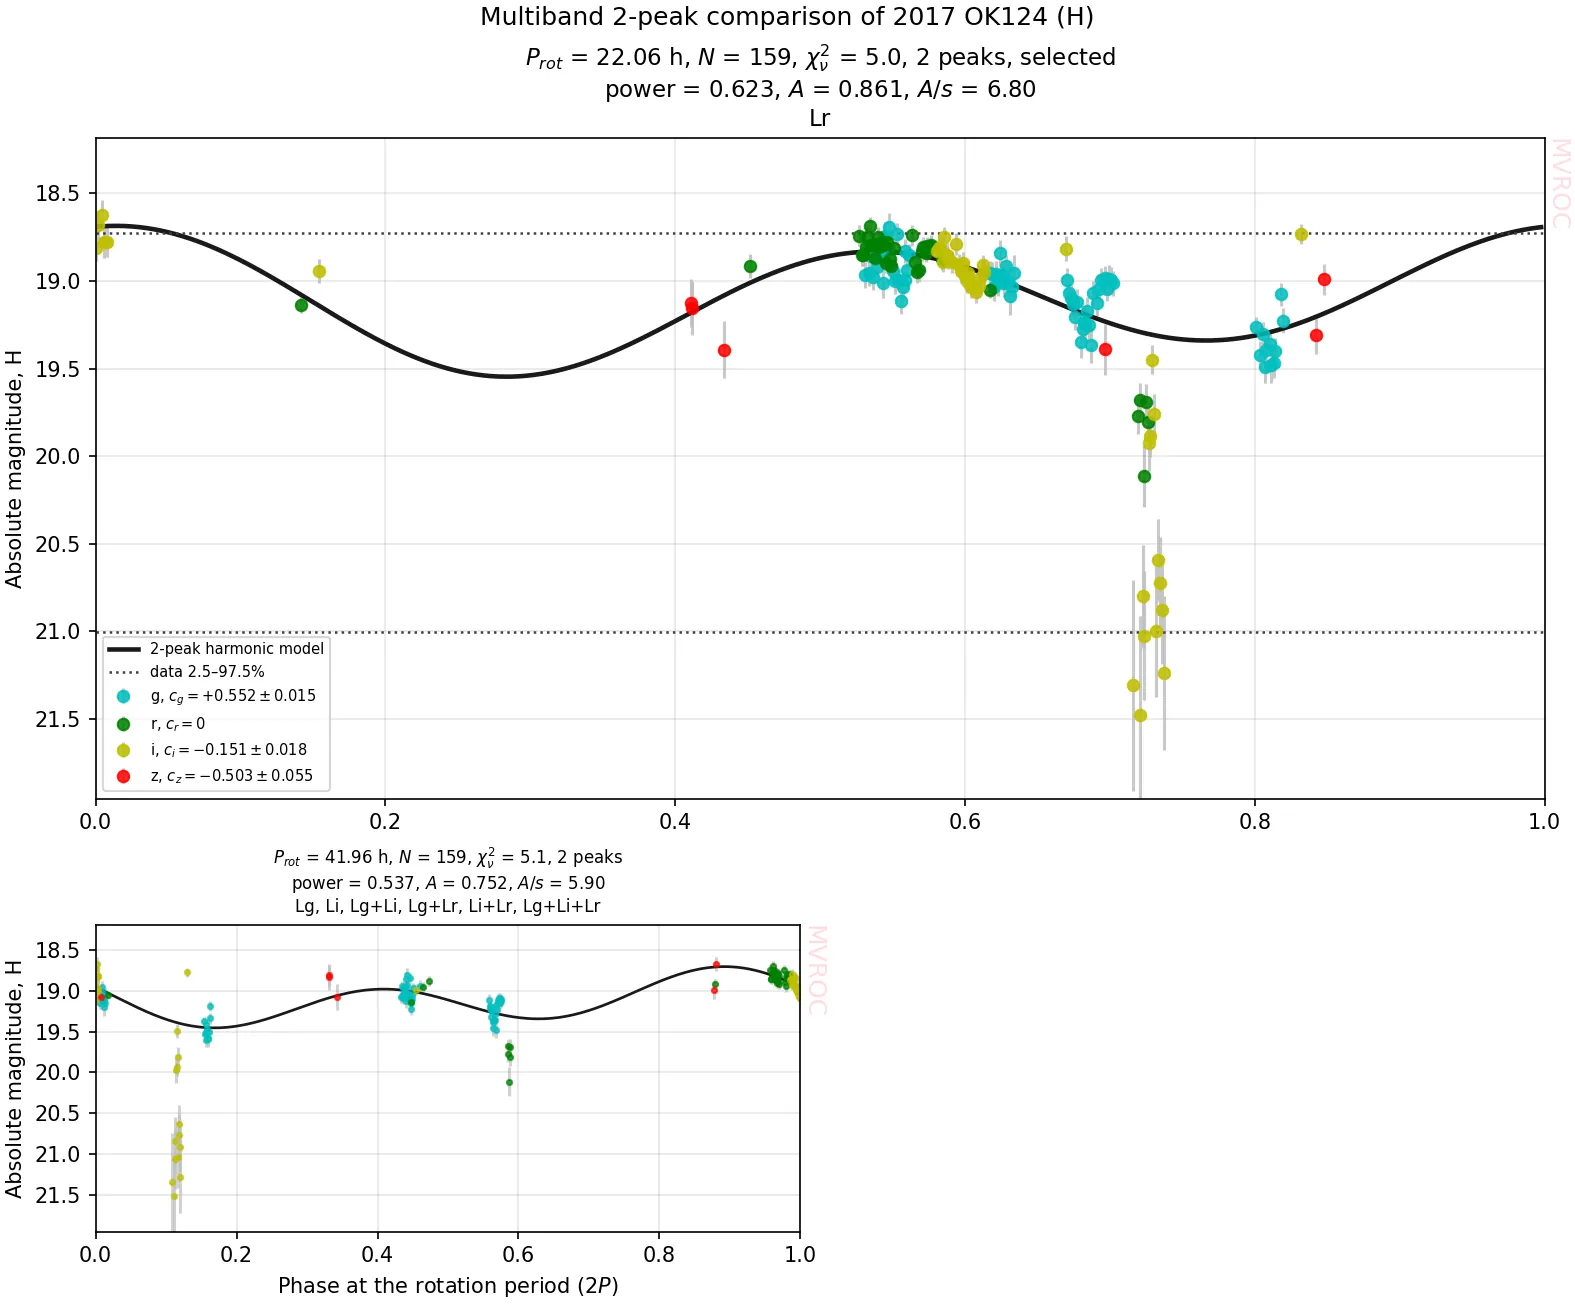 Multiband 2-peak comparison of 2017 OK124 (H)
P_rot = 22.06 h, N = 159, χ²_ν = 5.0, 2 peaks, selected
power = 0.623, A = 0.861, A/s = 6.80
Lr
MVROC
Absolute magnitude, H
18.5
19.0
19.5
20.0
20.5
21.0
21.5
2-peak harmonic model
data 2.5–97.5%
g, c_g = +0.552 ± 0.015
r, c_r = 0
i, c_i = −0.151 ± 0.018
z, c_z = −0.503 ± 0.055
0.0 0.2 0.4 0.6 0.8 1.0
P_rot = 41.96 h, N = 159, χ²_ν = 5.1, 2 peaks
power = 0.537, A = 0.752, A/s = 5.90
Lg, Li, Lg+Li, Lg+Lr, Li+Lr, Lg+Li+Lr
MVROC
Absolute magnitude, H
18.5
19.0
19.5
20.0
20.5
21.0
21.5
0.0 0.2 0.4 0.6 0.8 1.0
Phase at the rotation period (2P)